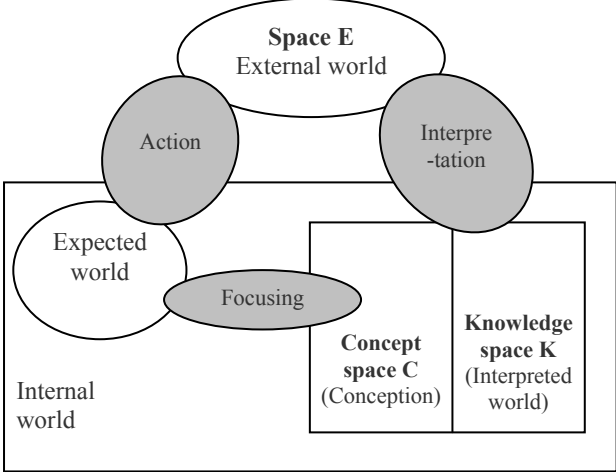 Space E
External world
Action
Interpre
-tation
Expected
world
Focusing
Concept
space C
(Conception)
Knowledge
space K
(Interpreted
world)
Internal
world